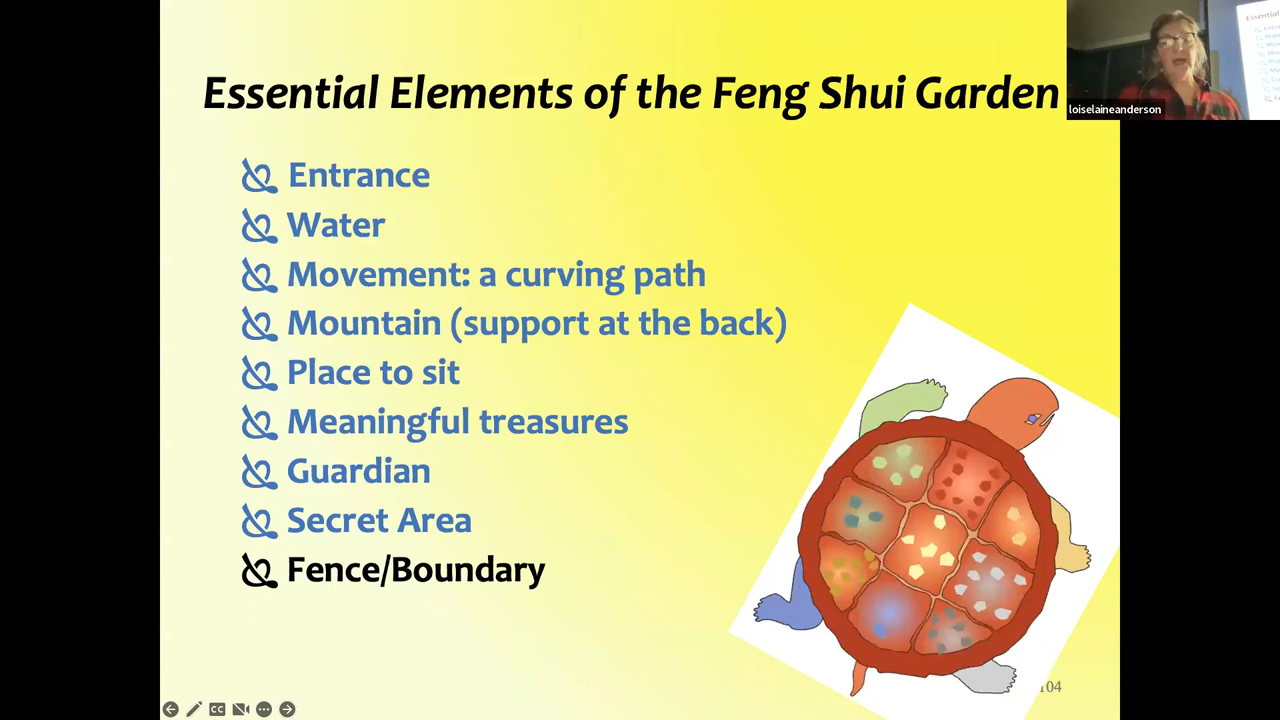 Essential Elements of the Feng Shui Garden
loiselaineanderson
Entrance
Water
Movement: a curving path
Mountain (support at the back)
Place to sit
Meaningful treasures
Guardian
Secret Area
Fence/Boundary
104
CC